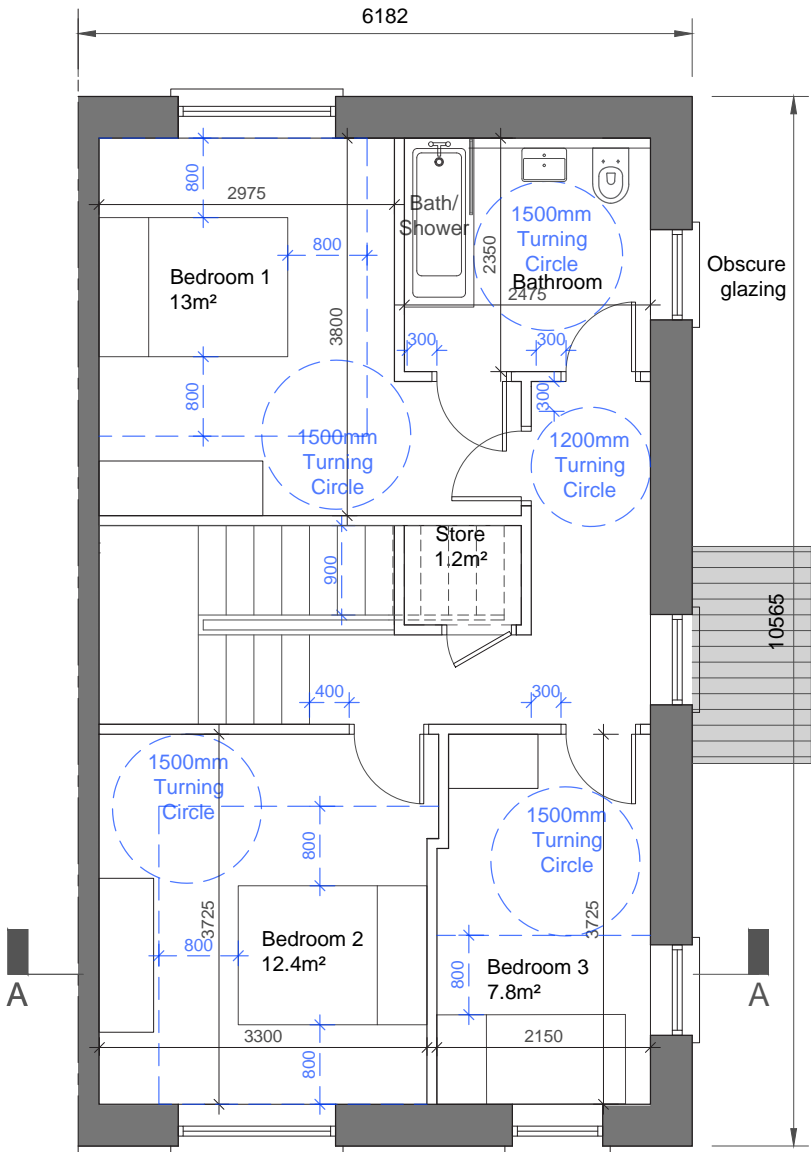 6182
800
2975
800
Bath/
Shower
1500mm
Turning
Circle
2350
Bathroom
2475
Obscure
glazing
Bedroom 1
13m²
3800
300
300
800
300
1500mm
Turning
Circle
1200mm
Turning
Circle
Store
1.2m²
900
10565
400
300
1500mm
Turning
Circle
1500mm
Turning
Circle
800
3725
3725
800
Bedroom 2
12.4m²
Bedroom 3
7.8m²
800
A
A
3300
800
2150